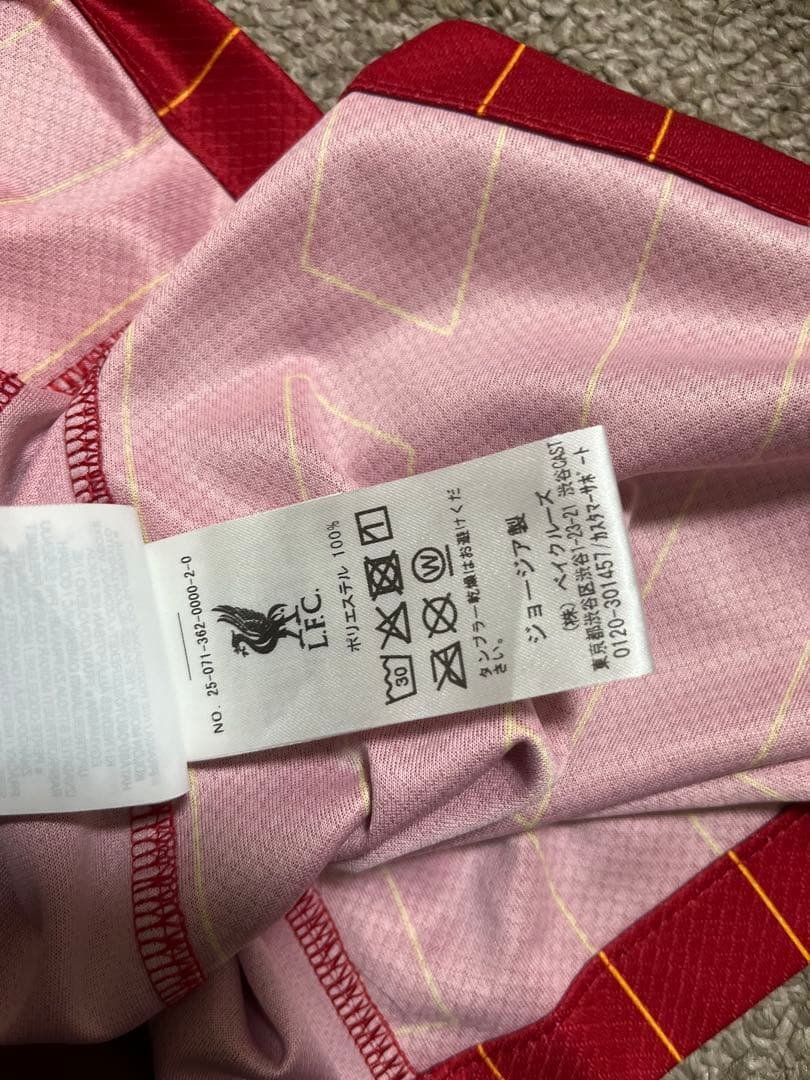 NO. 25-071-362-0000-2-0
L.F.C.
ポリエステル 100%
30
W
タンブラー乾燥はお避けくだ
さい。
ジョージア製
(株) ベイクルーズ
東京都渋谷区渋谷1-23-21 渋谷CAST
0120-301457/カスタマーサポート